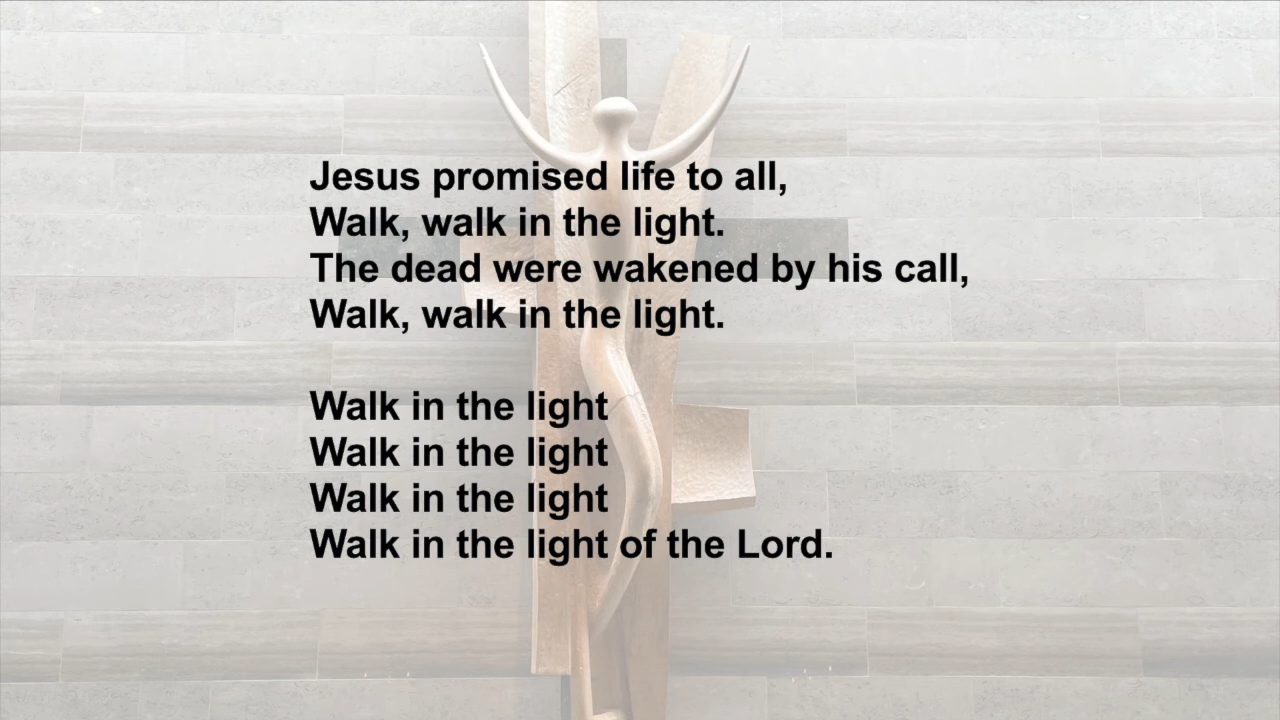 Jesus promised life to all,
Walk, walk in the light.
The dead were wakened by his call,
Walk, walk in the light.
Walk in the light
Walk in the light
Walk in the light
Walk in the light of the Lord.